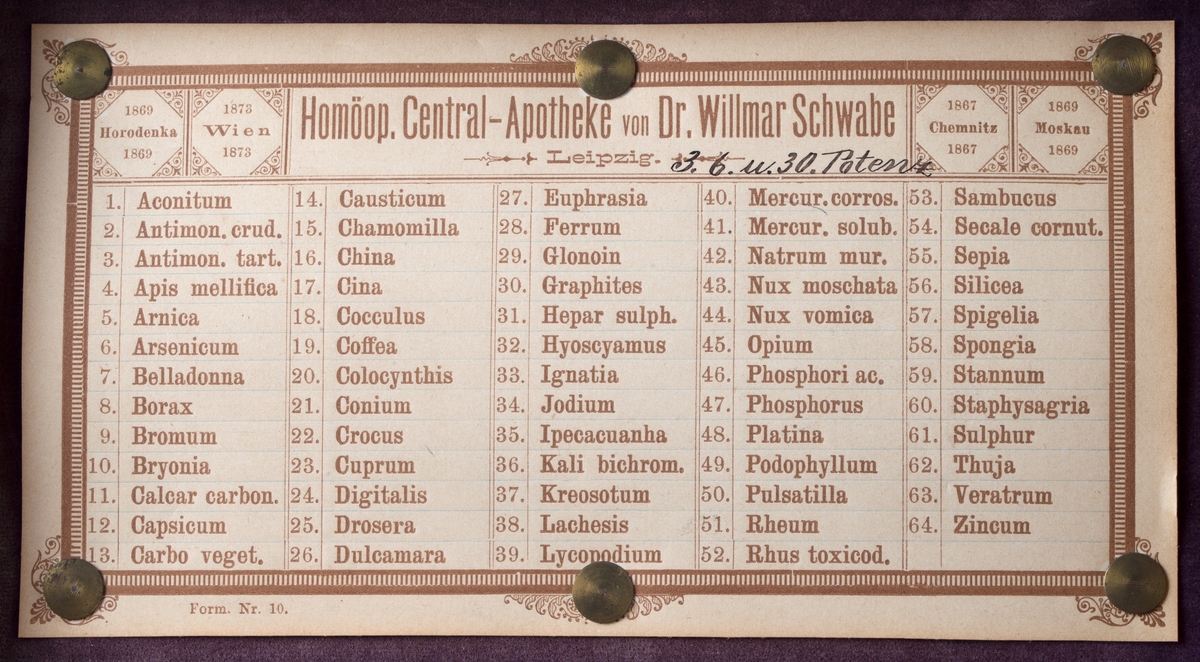 1869
Horodenka
1869
1873
Wien
1873
Homöop. Central-Apotheke von Dr. Willmar Schwabe
Leipzig.
3. 6. u. 30. Potenz
1867
Chemnitz
1867
1869
Moskau
1869
1. Aconitum
2. Antimon. crud.
3. Antimon. tart.
4. Apis mellifica
5. Arnica
6. Arsenicum
7. Belladonna
8. Borax
9. Bromum
10. Bryonia
11. Calcar carbon.
12. Capsicum
13. Carbo veget.
14. Causticum
15. Chamomilla
16. China
17. Cina
18. Cocculus
19. Coffea
20. Colocynthis
21. Conium
22. Crocus
23. Cuprum
24. Digitalis
25. Drosera
26. Dulcamara
27. Euphrasia
28. Ferrum
29. Glonoin
30. Graphites
31. Hepar sulph.
32. Hyoscyamus
33. Ignatia
34. Jodium
35. Ipecacuanha
36. Kali bichrom.
37. Kreosotum
38. Lachesis
39. Lycopodium
40. Mercur. corros.
41. Mercur. solub.
42. Natrum mur.
43. Nux moschata
44. Nux vomica
45. Opium
46. Phosphori ac.
47. Phosphorus
48. Platina
49. Podophyllum
50. Pulsatilla
51. Rheum
52. Rhus toxicod.
53. Sambucus
54. Secale cornut.
55. Sepia
56. Silicea
57. Spigelia
58. Spongia
59. Stannum
60. Staphysagria
61. Sulphur
62. Thuja
63. Veratrum
64. Zincum
Form. Nr. 10.